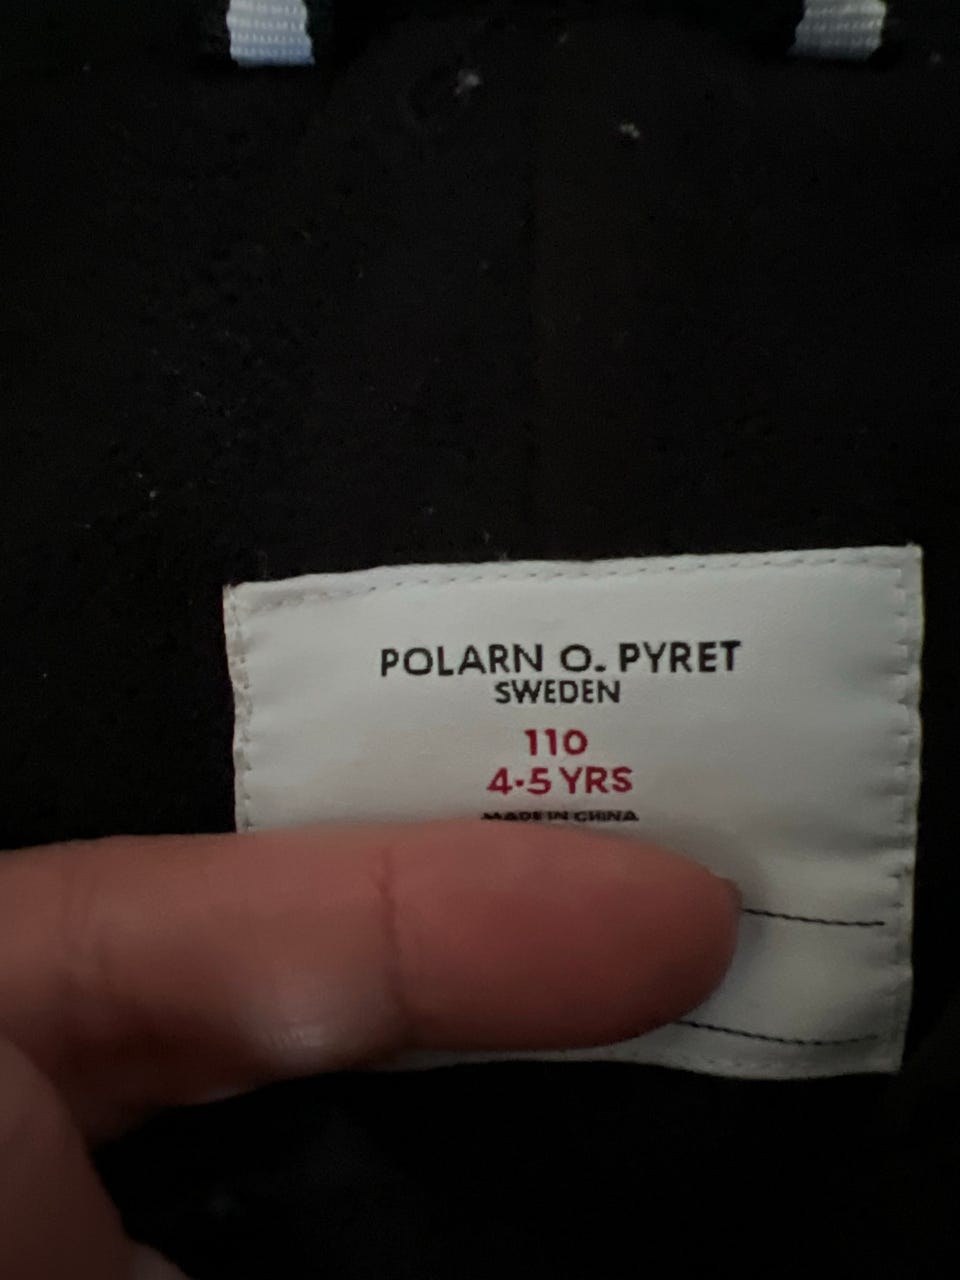 POLARN O. PYRET
SWEDEN
110
4-5 YRS
MADE IN CHINA